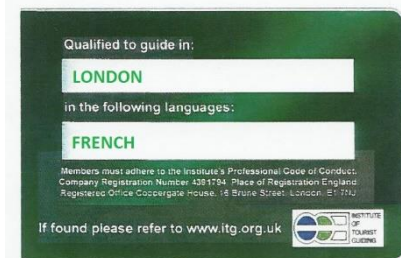 Qualified to guide in:
LONDON
in the following languages:
FRENCH
Members must adhere to the Institute's Professional Code of Conduct.
Company Registration Number 4391794. Place of Registration England.
Registered Office Coppergate House, 16 Brune Street, London, E1 7NJ
If found please refer to www.itg.org.uk
INSTITUTE
OF
TOURIST
GUIDING